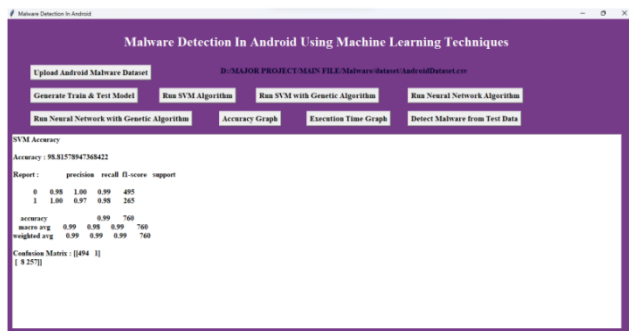 Malware Detection In Android
Malware Detection In Android Using Machine Learning Techniques
Upload Android Malware Dataset D:/MAJOR PROJECT/MAIN FILE/Malware/dataset/AndroidDataset.csv
Generate Train & Test Model Run SVM Algorithm Run SVM with Genetic Algorithm Run Neural Network Algorithm
Run Neural Network with Genetic Algorithm Accuracy Graph Execution Time Graph Detect Malware from Test Data
SVM Accuracy
Accuracy : 98.81578947368422
Report : precision recall f1-score support
0 0.98 1.00 0.99 495
1 1.00 0.97 0.98 265
accuracy 0.99 760
macro avg 0.99 0.98 0.99 760
weighted avg 0.99 0.99 0.99 760
Confusion Matrix : [[494 1]
[ 8 257]]